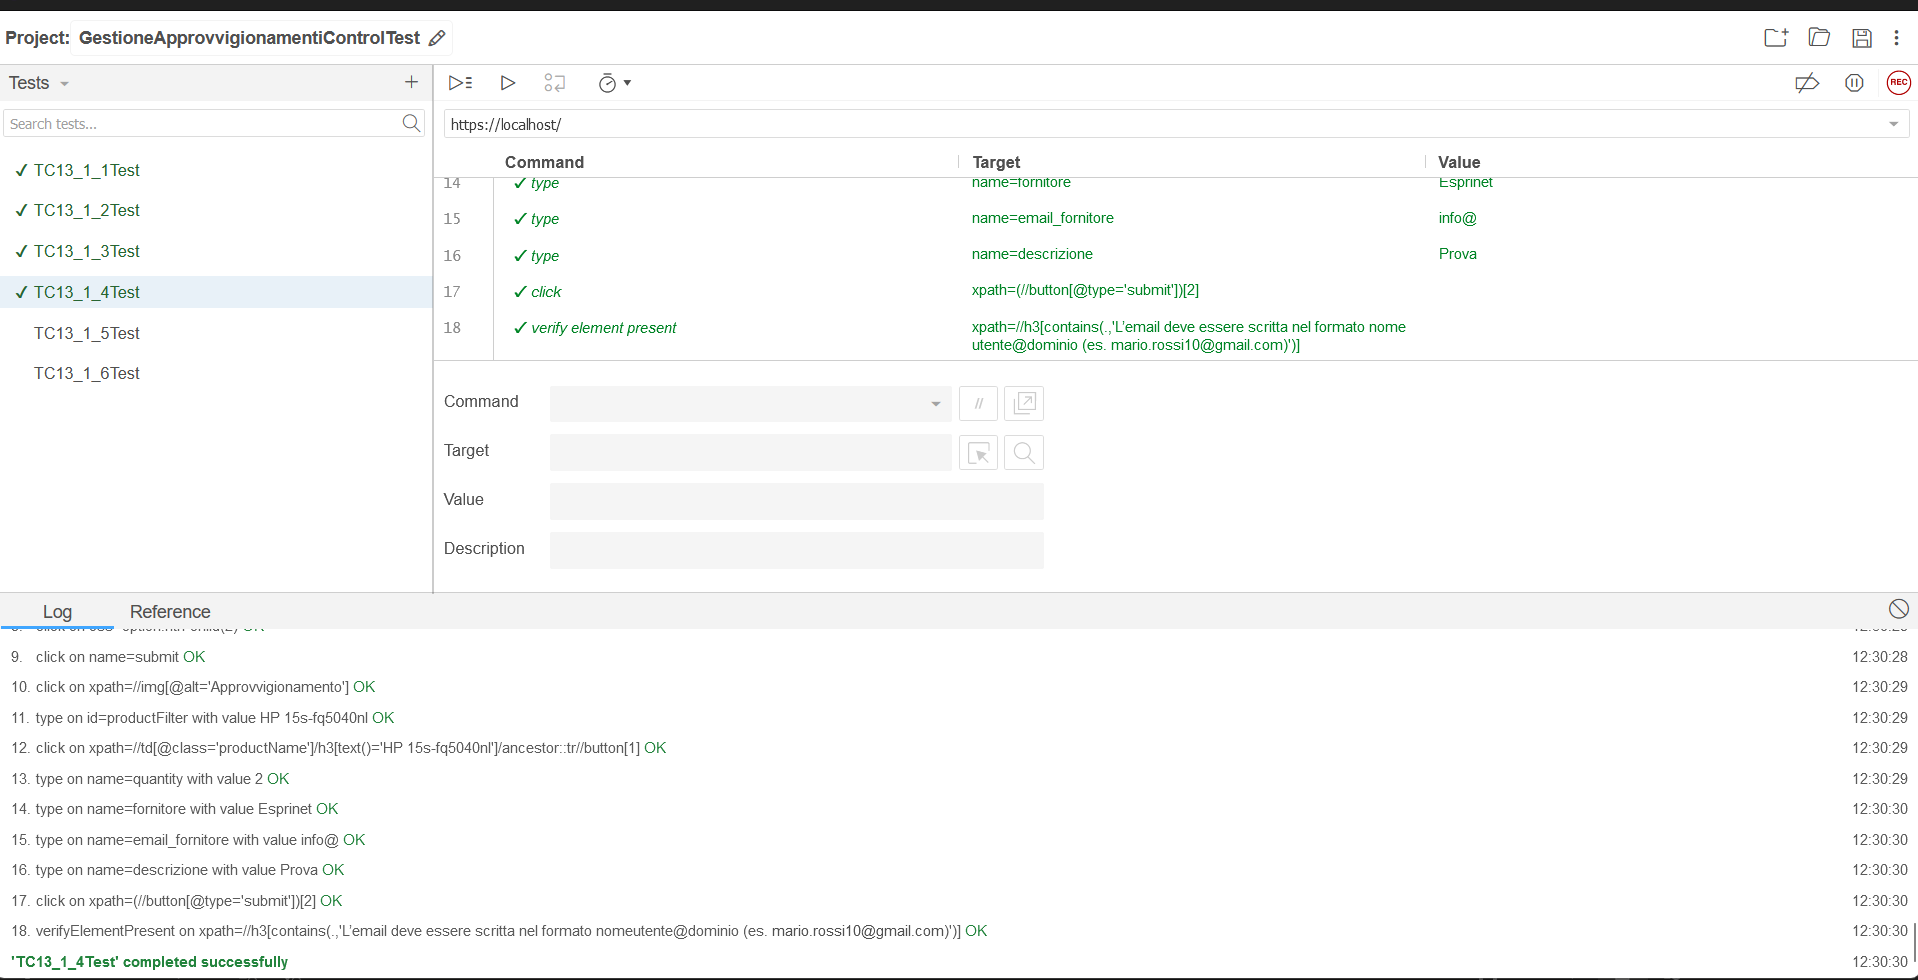 Project: GestioneApprovvigionamentiControlTest
Tests
REC
Search tests...
https://localhost/
Command Target Value
TC13_1_1Test
TC13_1_2Test
TC13_1_3Test
TC13_1_4Test
TC13_1_5Test
TC13_1_6Test
14 ✓ type name=fornitore Esprinet
15 ✓ type name=email_fornitore info@
16 ✓ type name=descrizione Prova
17 ✓ click xpath=(//button[@type='submit'])[2]
18 ✓ verify element present xpath=//h3[contains(.,'L’email deve essere scritta nel formato nome
utente@dominio (es. mario.rossi10@gmail.com)')]
Command //
Target
Value
Description
Log Reference
9. click on name=submit OK 12:30:28
10. click on xpath=//img[@alt='Approvvigionamento'] OK 12:30:29
11. type on id=productFilter with value HP 15s-fq5040nl OK 12:30:29
12. click on xpath=//td[@class='productName']/h3[text()='HP 15s-fq5040nl']/ancestor::tr//button[1] OK 12:30:29
13. type on name=quantity with value 2 OK 12:30:29
14. type on name=fornitore with value Esprinet OK 12:30:30
15. type on name=email_fornitore with value info@ OK 12:30:30
16. type on name=descrizione with value Prova OK 12:30:30
17. click on xpath=(//button[@type='submit'])[2] OK 12:30:30
18. verifyElementPresent on xpath=//h3[contains(.,'L’email deve essere scritta nel formato nomeutente@dominio (es. mario.rossi10@gmail.com)')] OK 12:30:30
'TC13_1_4Test' completed successfully 12:30:30